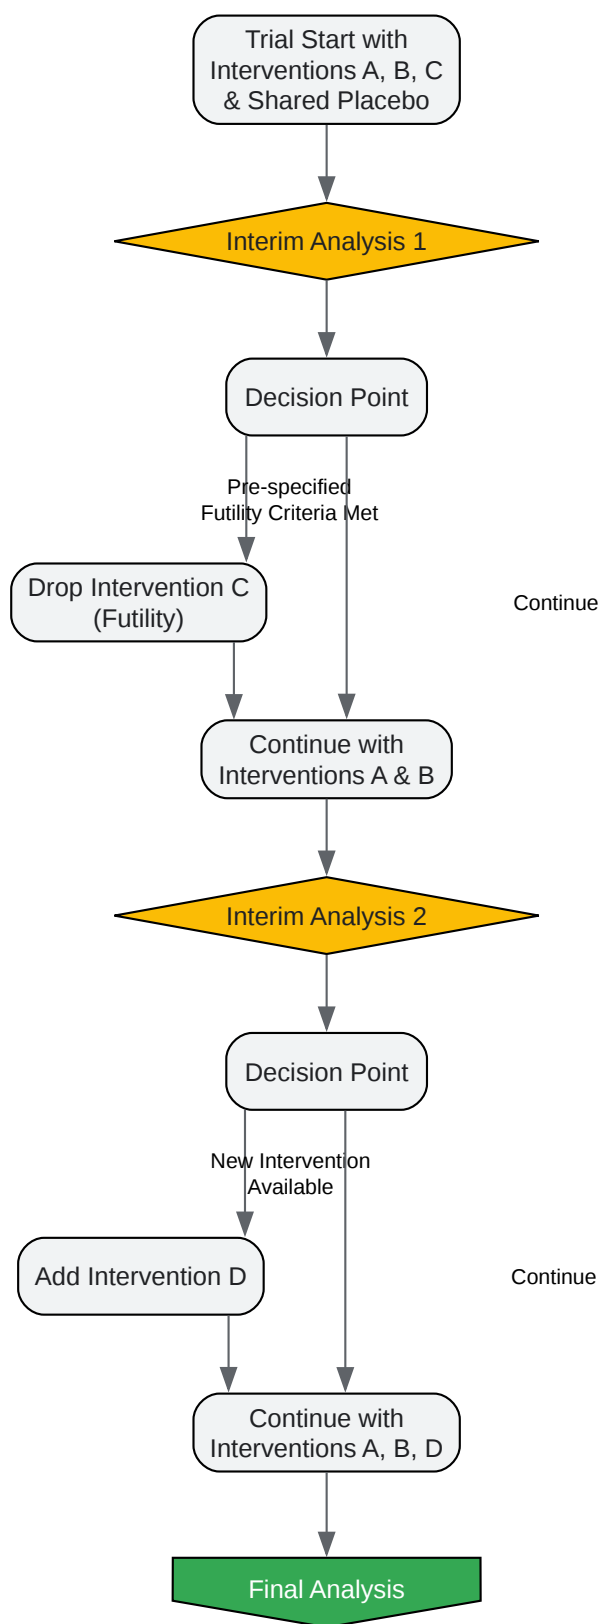 Trial Start with
Interventions A, B, C
& Shared Placebo
Interim Analysis 1
Decision Point
Pre-specified
Futility Criteria Met
Drop Intervention C
(Futility)
Continue
Continue with
Interventions A & B
Interim Analysis 2
Decision Point
New Intervention
Available
Add Intervention D
Continue
Continue with
Interventions A, B, D
Final Analysis